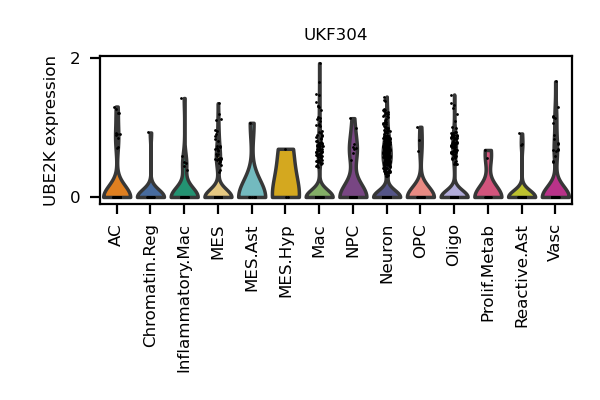 UKF304
UBE2K expression
2
0
AC
Chromatin.Reg
Inflammatory.Mac
MES
MES.Ast
MES.Hyp
Mac
NPC
Neuron
OPC
Oligo
Prolif.Metab
Reactive.Ast
Vasc